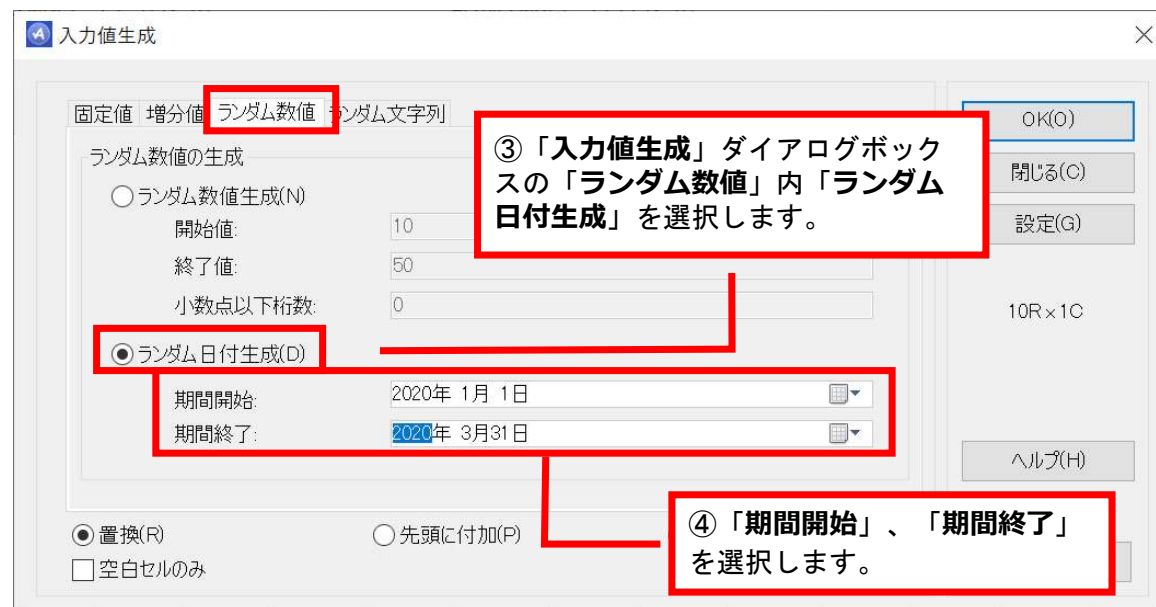 入力値生成
固定値 増分値 ランダム数値 ランダム文字列
ランダム数値の生成
ランダム数値生成(N)
開始値: 10
終了値: 50
小数点以下桁数: 0
ランダム日付生成(D)
期間開始: 2020年 1月 1日
期間終了: 2020年 3月31日
③「入力値生成」ダイアログボック
スの「ランダム数値」内「ランダム
日付生成」を選択します。
OK(O)
閉じる(C)
設定(G)
10R×1C
ヘルプ(H)
置換(R) 先頭に付加(P)
空白セルのみ
④「期間開始」、「期間終了」
を選択します。